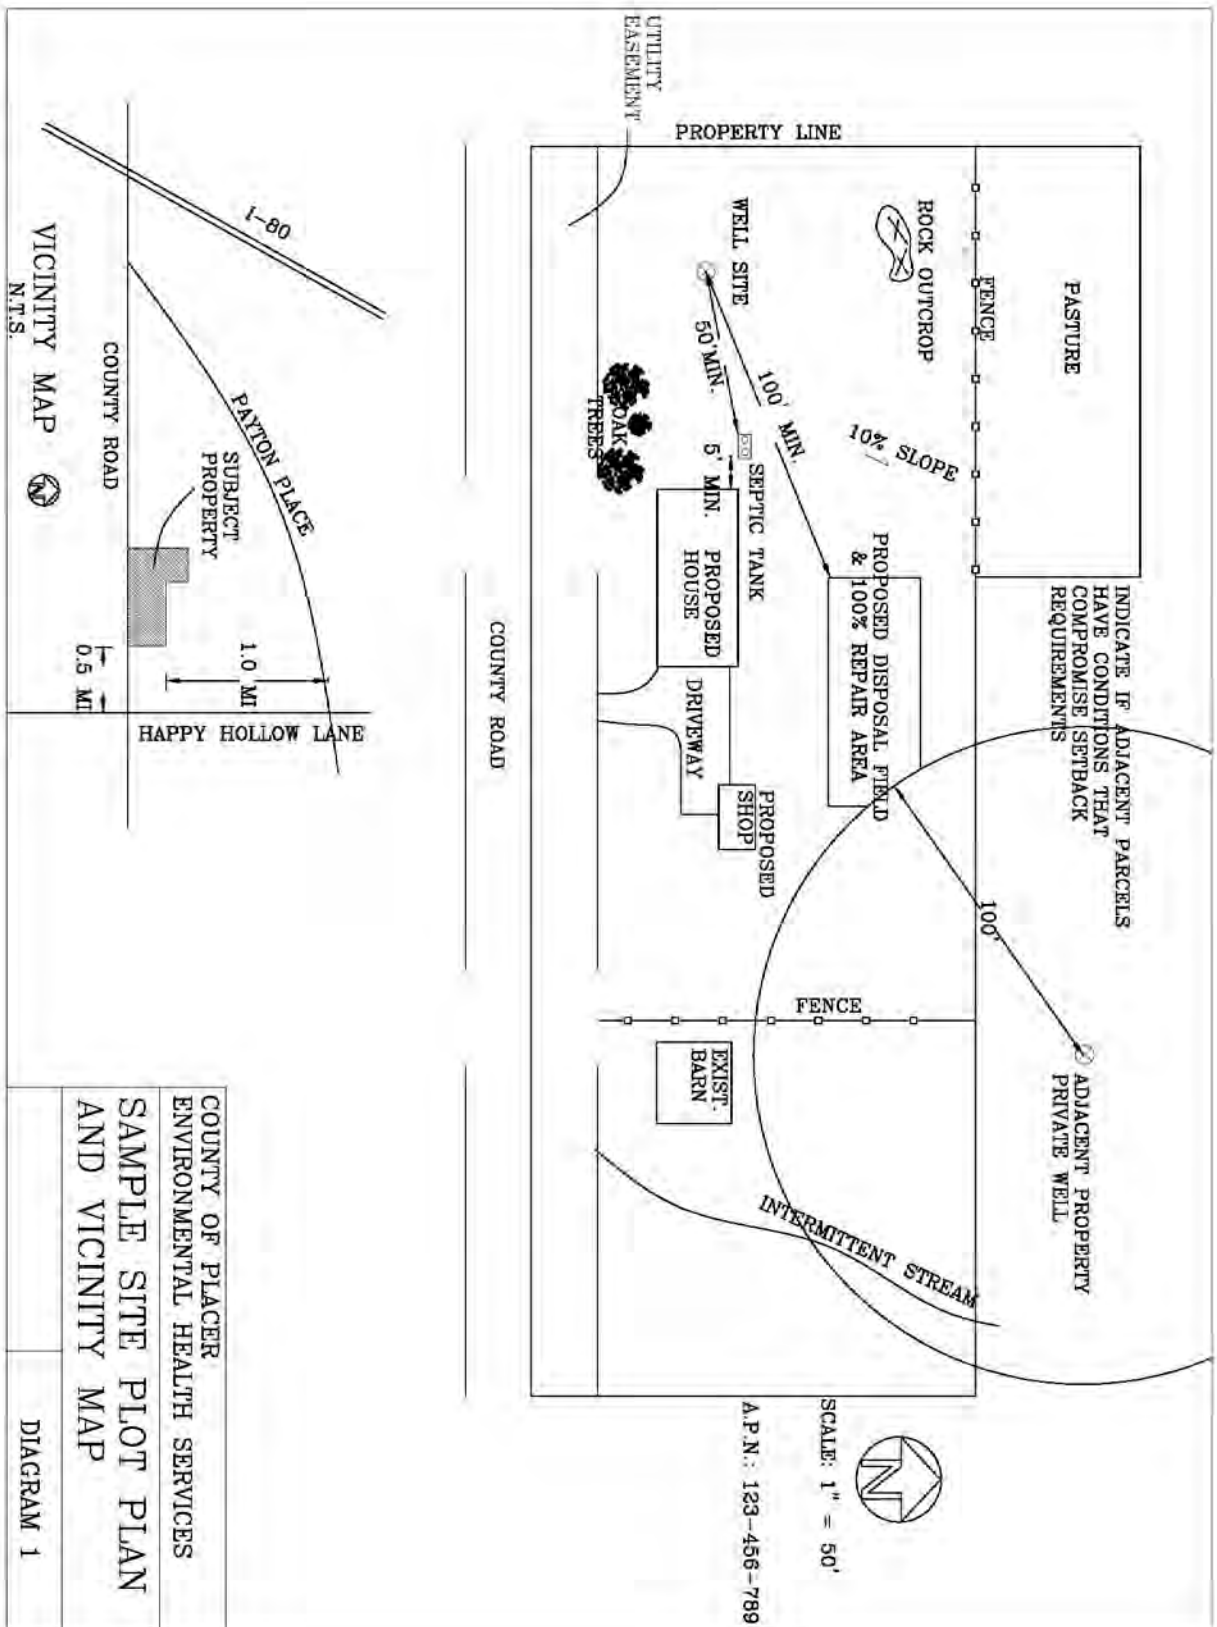 PASTURE
FENCE
ROCK OUTCROP
10% SLOPE
INDICATE IF ADJACENT PARCELS
HAVE CONDITIONS THAT
COMPROMISE SETBACK
REQUIREMENTS
100'
ADJACENT PROPERTY
PRIVATE WELL
PROPERTY LINE
WELL SITE
100' MIN.
50'MIN.
5' MIN.
SEPTIC TANK
PROPOSED DISPOSAL FIELD
& 100% REPAIR AREA
PROPOSED
HOUSE
DRIVEWAY
PROPOSED
SHOP
FENCE
EXIST.
BARN
INTERMITTENT STREAM
OAK
TREES
UTILITY
EASEMENT
COUNTY ROAD
N
SCALE: 1" = 50'
A.P.N.: 123-456-789
I-80
PAYTON PLACE
SUBJECT
PROPERTY
1.0 MI
0.5 MI
HAPPY HOLLOW LANE
COUNTY ROAD
VICINITY MAP
N
N.T.S.
COUNTY OF PLACER
ENVIRONMENTAL HEALTH SERVICES
SAMPLE SITE PLOT PLAN
AND VICINITY MAP
DIAGRAM 1